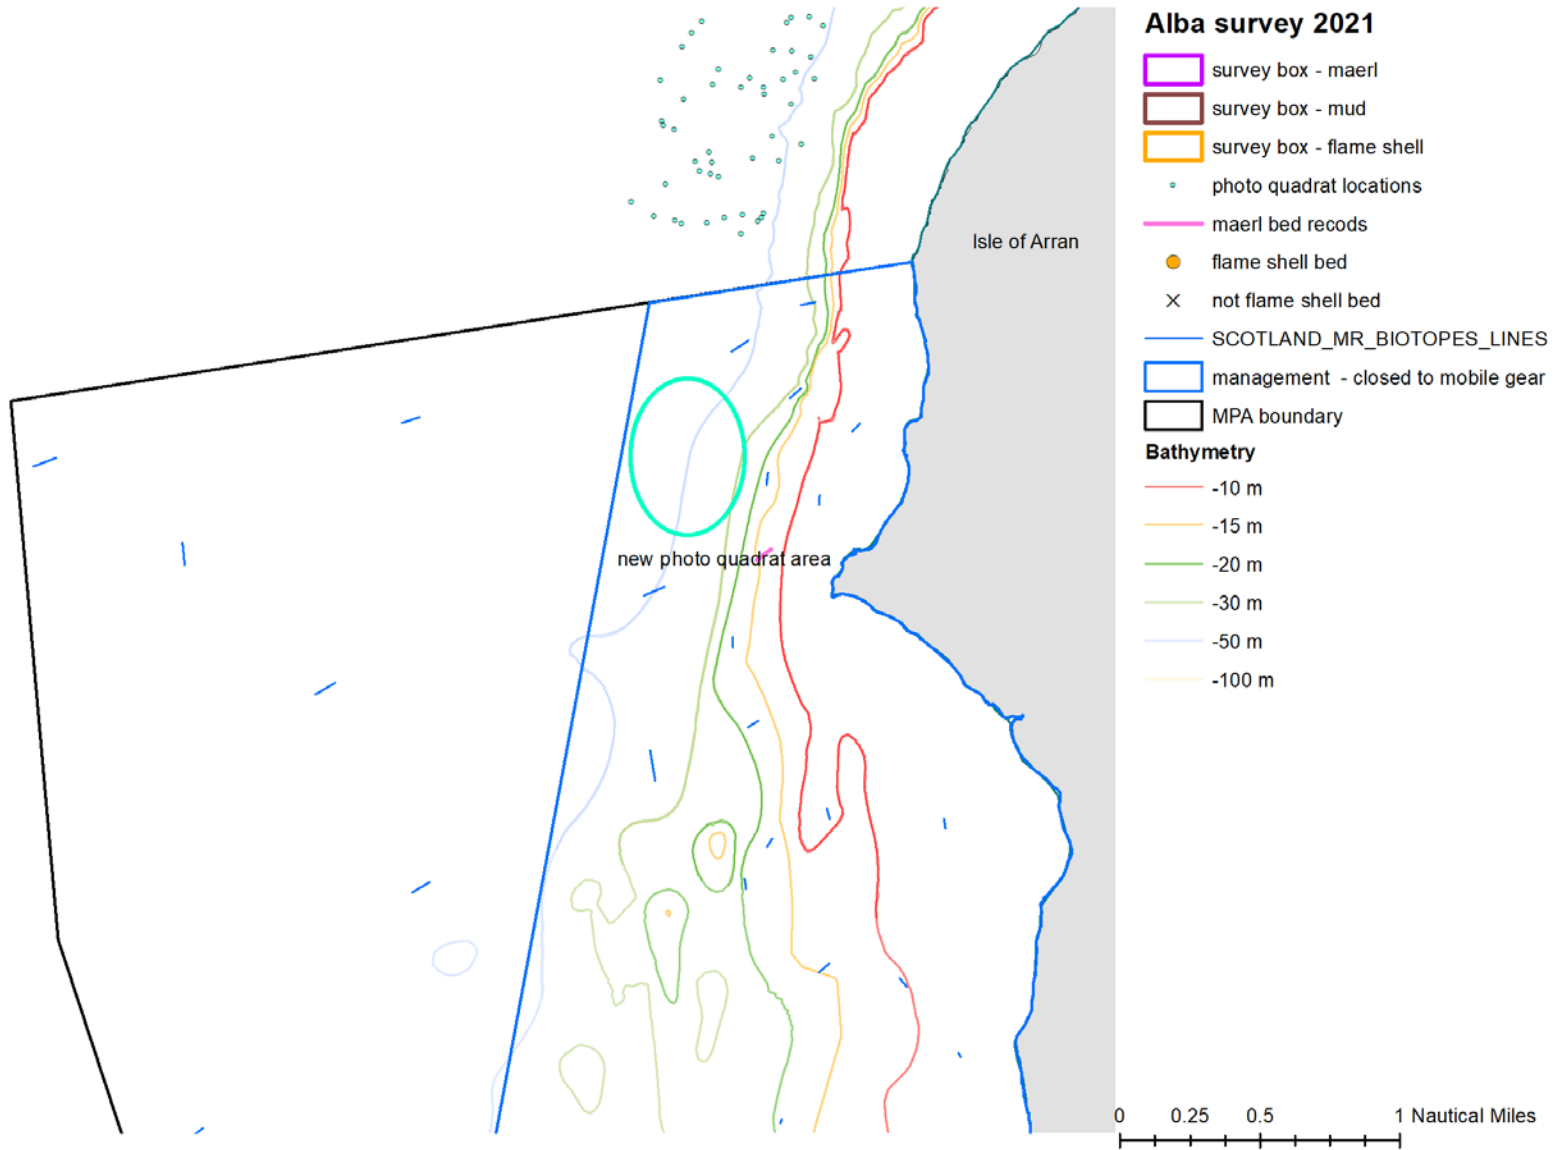 Alba survey 2021
survey box - maerl
survey box - mud
survey box - flame shell
photo quadrat locations
maerl bed recods
flame shell bed
not flame shell bed
SCOTLAND_MR_BIOTOPES_LINES
management - closed to mobile gear
MPA boundary
Bathymetry
-10 m
-15 m
-20 m
-30 m
-50 m
-100 m
Isle of Arran
new photo quadrat area
0 0.25 0.5 1 Nautical Miles